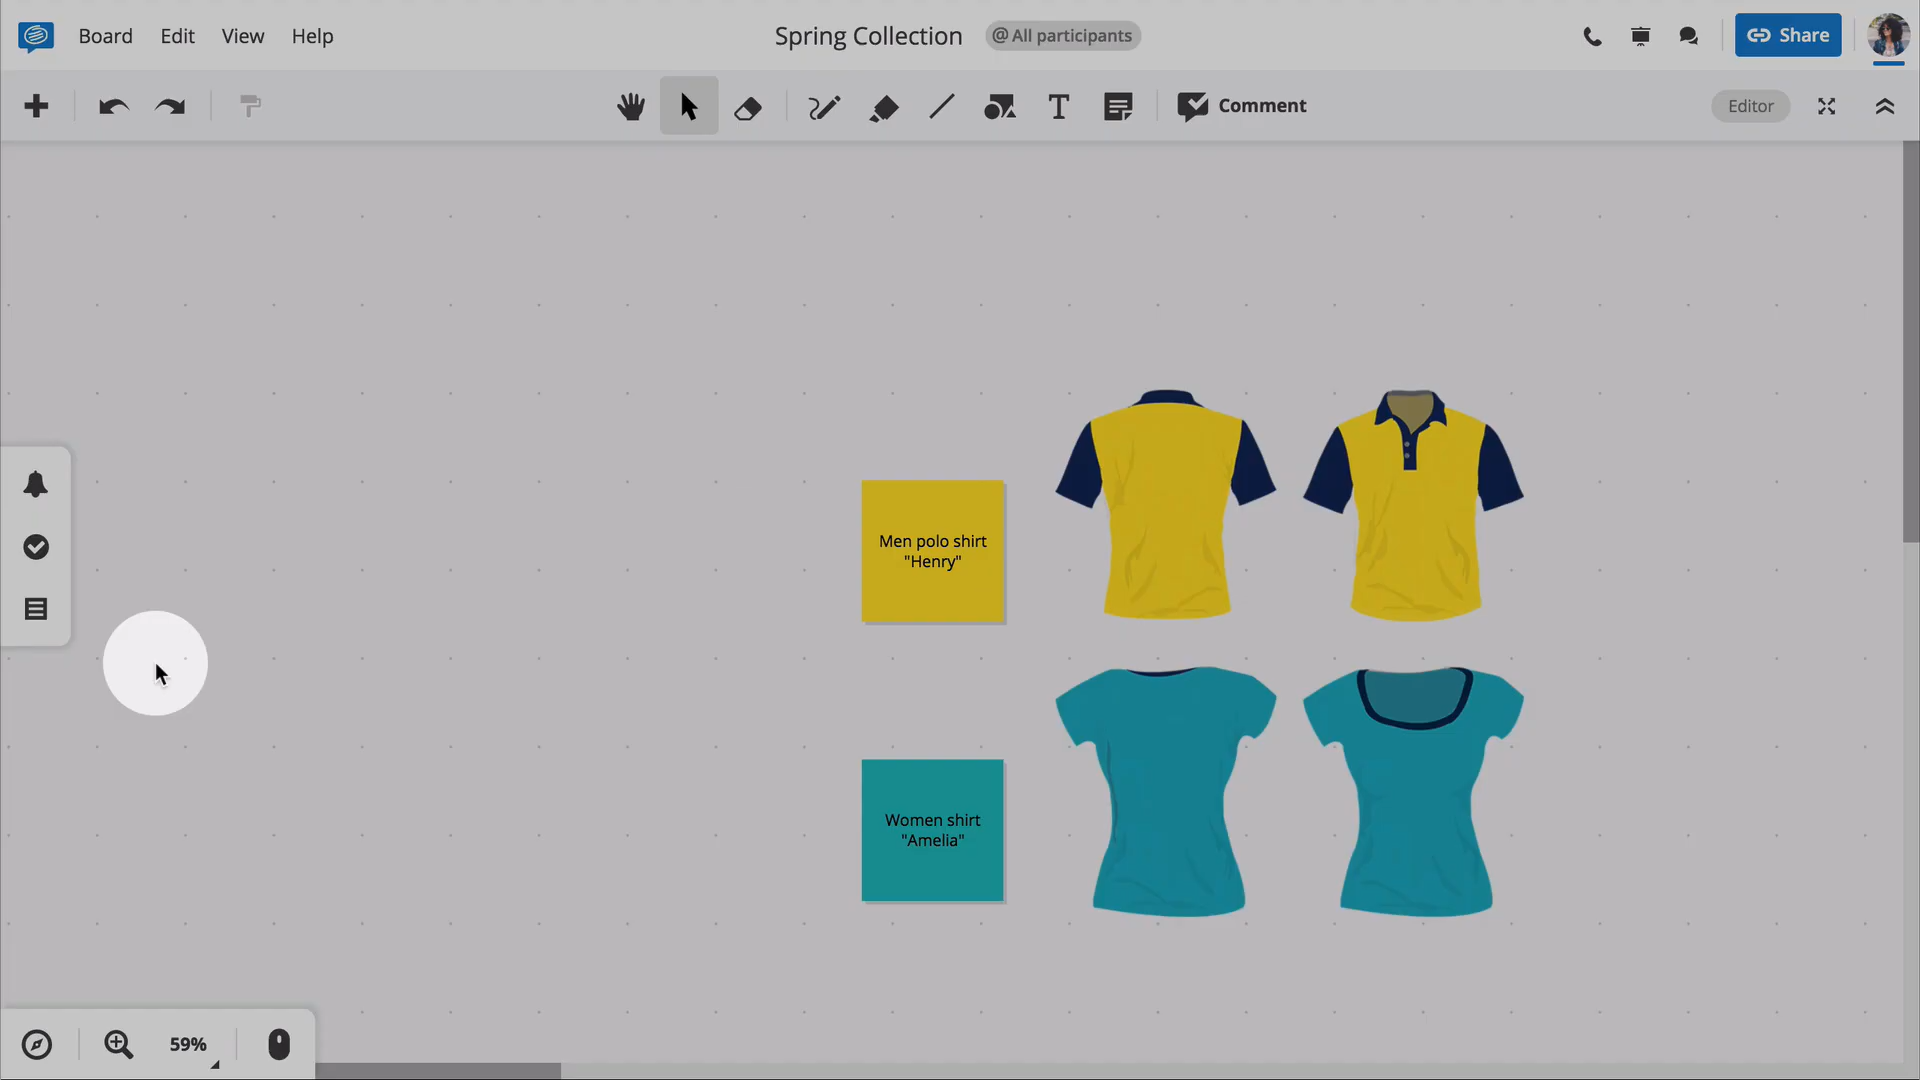 Board Edit View Help
Spring Collection @ All participants
Share
T
Comment
Editor
Men polo shirt
"Henry"
Women shirt
"Amelia"
59%